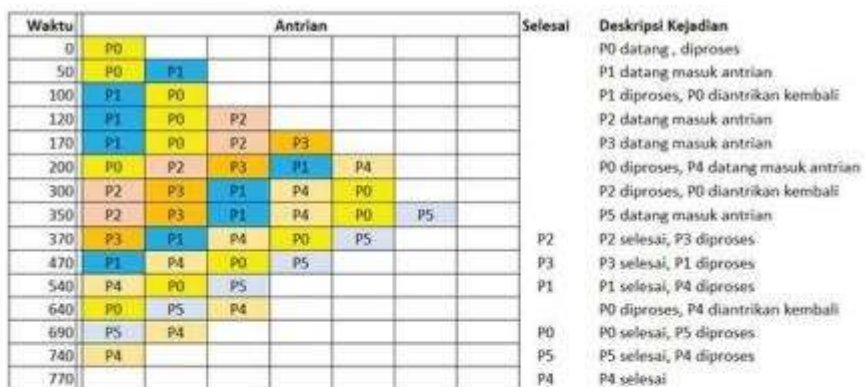 Waktu Antrian Selesai Deskripsi Kejadian
0 P0 P0 datang , diproses
50 P0 P1 P1 datang masuk antrian
100 P1 P0 P1 diproses, P0 diantrikan kembali
120 P1 P0 P2 P2 datang masuk antrian
170 P1 P0 P2 P3 P3 datang masuk antrian
200 P0 P2 P3 P1 P4 P0 diproses, P4 datang masuk antrian
300 P2 P3 P1 P4 P0 P2 diproses, P0 diantrikan kembali
350 P2 P3 P1 P4 P0 P5 P5 datang masuk antrian
370 P3 P1 P4 P0 P5 P2 P2 selesai, P3 diproses
470 P1 P4 P0 P5 P3 P3 selesai, P1 diproses
540 P4 P0 P5 P1 P1 selesai, P4 diproses
640 P0 P5 P4 P0 diproses, P4 diantrikan kembali
690 P5 P4 P0 P0 selesai, P5 diproses
740 P4 P5 P5 selesai, P4 diproses
770 P4 P4 selesai